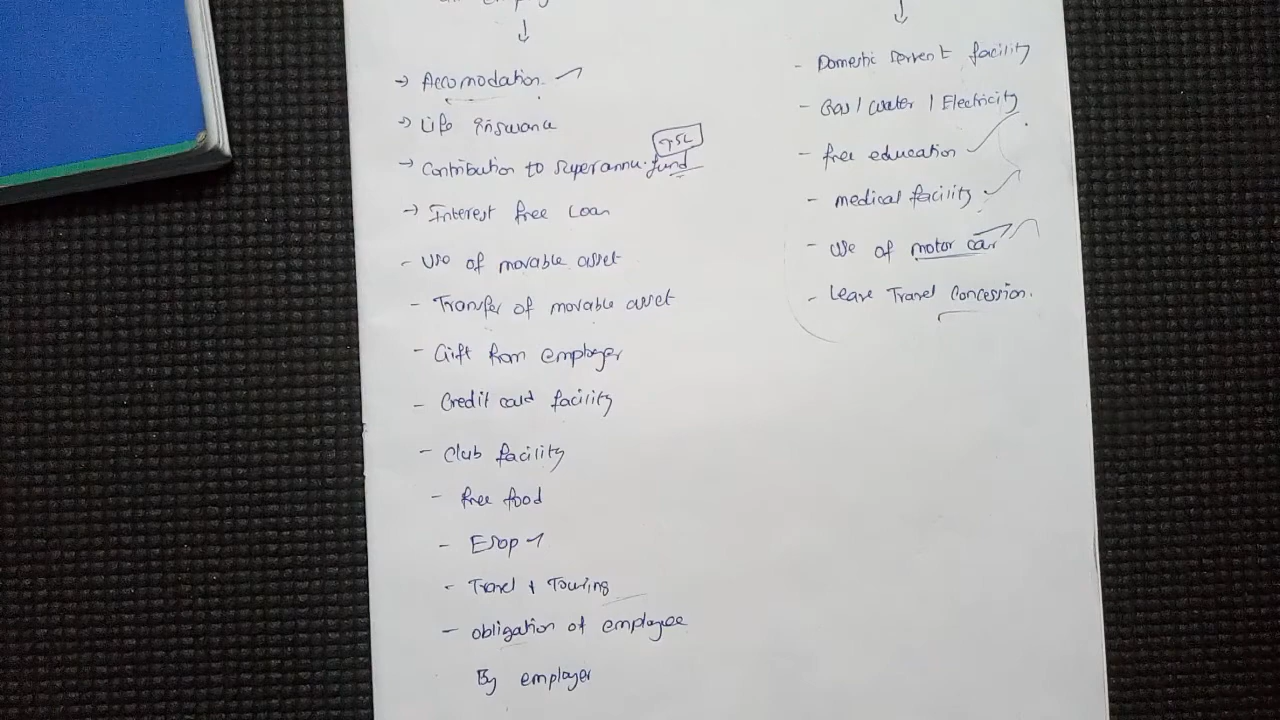 ↓
→ Accomodation
→ Life Insurance
→ Contribution to superannu. fund
→ Interest free Loan
- Use of movable asset
- Transfer of movable asset
- Gift from employer
- Credit card facility
- Club facility
- free food
- ESOP
- Travel & Touring
- obligation of employee
By employer
↓
- Domestic servent facility
- Gas / water / Electricity
- free education
- medical facility
- Use of motor car
- Leave Travel Concession.